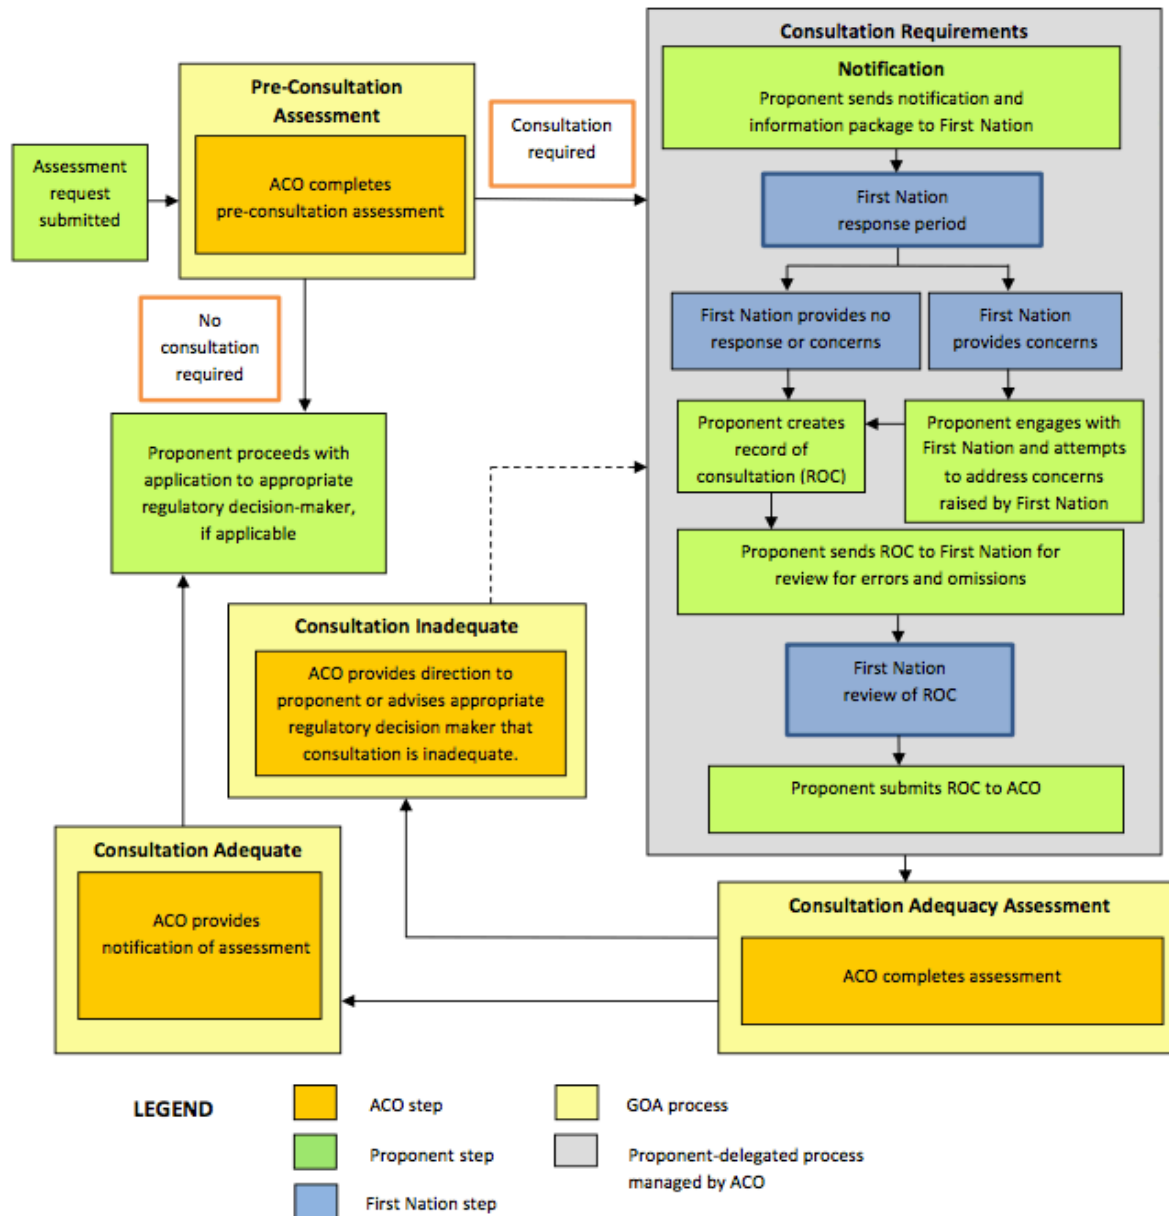 Consultation Requirements
Notification
Proponent sends notification and
information package to First Nation
Pre-Consultation
Assessment
Consultation
required
Assessment
request
submitted
ACO completes
pre-consultation assessment
First Nation
response period
No
consultation
required
First Nation provides no
response or concerns
First Nation
provides concerns
Proponent proceeds with
application to appropriate
regulatory decision-maker,
if applicable
Proponent creates
record of
consultation (ROC)
Proponent engages with
First Nation and attempts
to address concerns
raised by First Nation
Proponent sends ROC to First Nation for
review for errors and omissions
Consultation Inadequate
ACO provides direction to
proponent or advises appropriate
regulatory decision maker that
consultation is inadequate.
First Nation
review of ROC
Proponent submits ROC to ACO
Consultation Adequate
ACO provides
notification of assessment
Consultation Adequacy Assessment
ACO completes assessment
LEGEND
ACO step
GOA process
Proponent step
Proponent-delegated process
managed by ACO
First Nation step